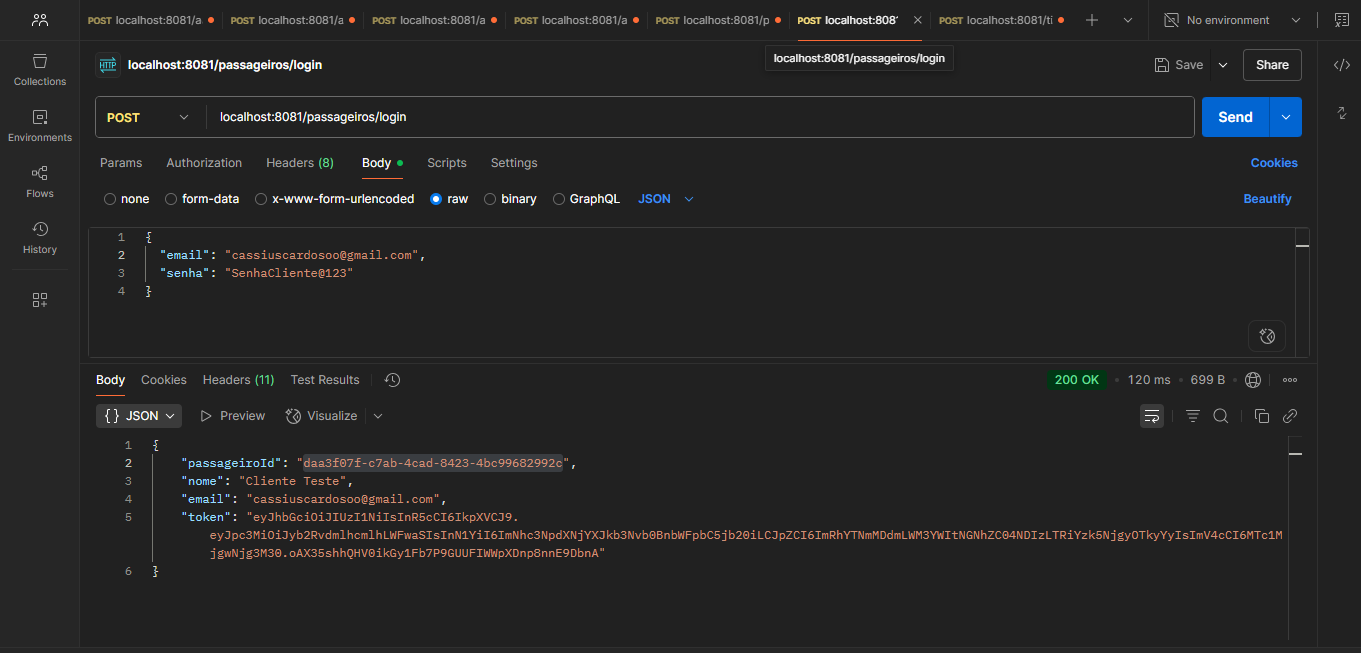 POST localhost:8081/a
POST localhost:8081/a
POST localhost:8081/a
POST localhost:8081/a
POST localhost:8081/p
POST localhost:808
POST localhost:8081/ti
No environment
Collections
Environments
Flows
History
HTTP
localhost:8081/passageiros/login
localhost:8081/passageiros/login
Save
Share
POST
localhost:8081/passageiros/login
Send
Params
Authorization
Headers (8)
Body
Scripts
Settings
Cookies
none
form-data
x-www-form-urlencoded
raw
binary
GraphQL
JSON
Beautify
1 {
2 "email": "cassiuscardosoo@gmail.com",
3 "senha": "SenhaCliente@123"
4 }
Body
Cookies
Headers (11)
Test Results
200 OK
120 ms
699 B
{} JSON
Preview
Visualize
1 {
2 "passageiroId": "daa3f07f-c7ab-4cad-8423-4bc99682992c",
3 "nome": "Cliente Teste",
4 "email": "cassiuscardosoo@gmail.com",
5 "token": "eyJhbGciOiJIUzI1NiIsInR5cCI6IkpXVCJ9.
eyJpc3MiOiJyb2RvdmlhcmlhLWFwaSIsInN1YiI6ImNhc3NpdXNjYXJkb3Nvb0BnbWFpbC5jb20iLCJpZCI6ImRhYTNmMDdmLWM3YWItNGNhZC04NDIzLTRiYzk5NjgyOTkyYyIsImV4cCI6MTc1M
jgwNjg3M30.oAX35shhQHV0ikGy1Fb7P9GUUFIWWpXDnp8nnE9DbnA"
6 }